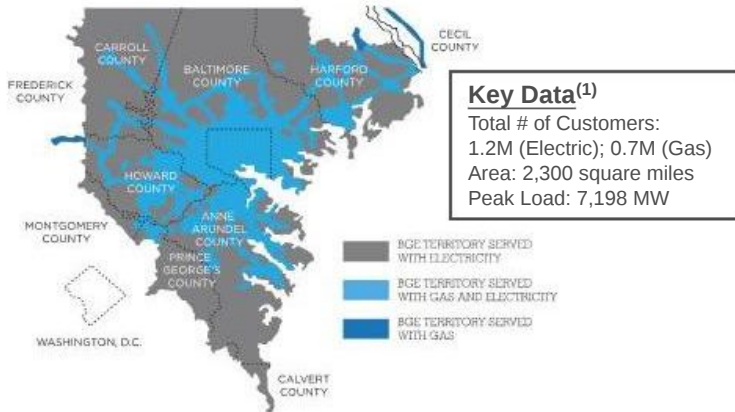 CECIL
COUNTY
CARROLL
COUNTY
BALTIMORE
COUNTY
HARFORD
COUNTY
FREDERICK
COUNTY
Key Data(1)
Total # of Customers:
1.2M (Electric); 0.7M (Gas)
Area: 2,300 square miles
Peak Load: 7,198 MW
HOWARD
COUNTY
MONTGOMERY
COUNTY
ANNE
ARUNDEL
COUNTY
PRINCE
GEORGE'S
COUNTY
WASHINGTON, D.C.
CALVERT
COUNTY
BGE TERRITORY SERVED
WITH ELECTRICITY
BGE TERRITORY SERVED
WITH GAS AND ELECTRICITY
BGE TERRITORY SERVED
WITH GAS